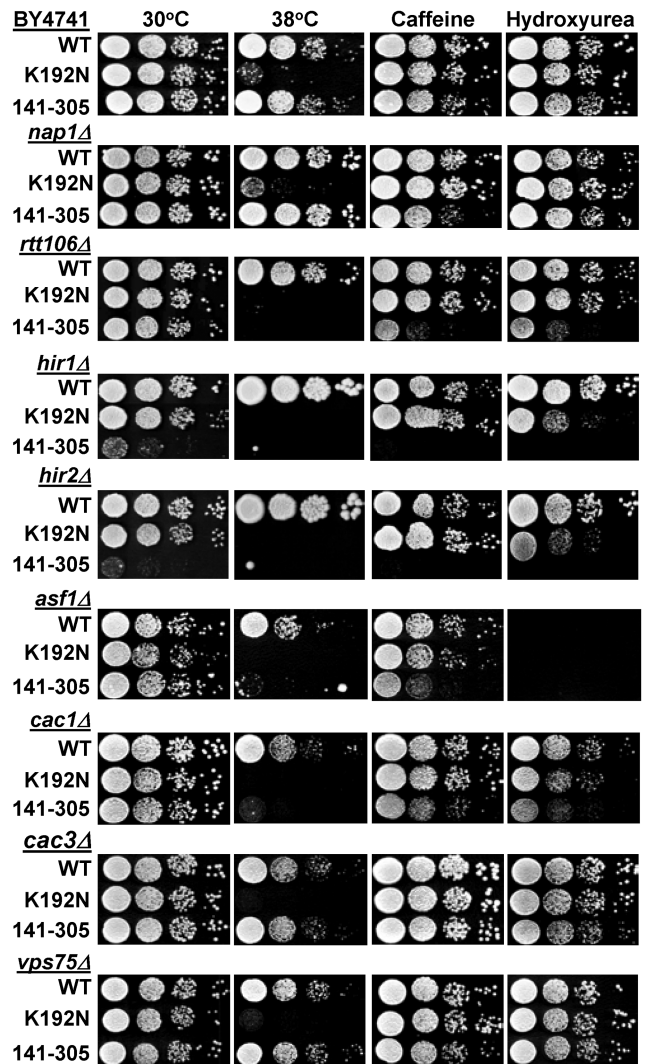 BY4741 30ºC 38ºC Caffeine Hydroxyurea
WT
K192N
141-305
nap1Δ
WT
K192N
141-305
rtt106Δ
WT
K192N
141-305
hir1Δ
WT
K192N
141-305
hir2Δ
WT
K192N
141-305
asf1Δ
WT
K192N
141-305
cac1Δ
WT
K192N
141-305
cac3Δ
WT
K192N
141-305
vps75Δ
WT
K192N
141-305